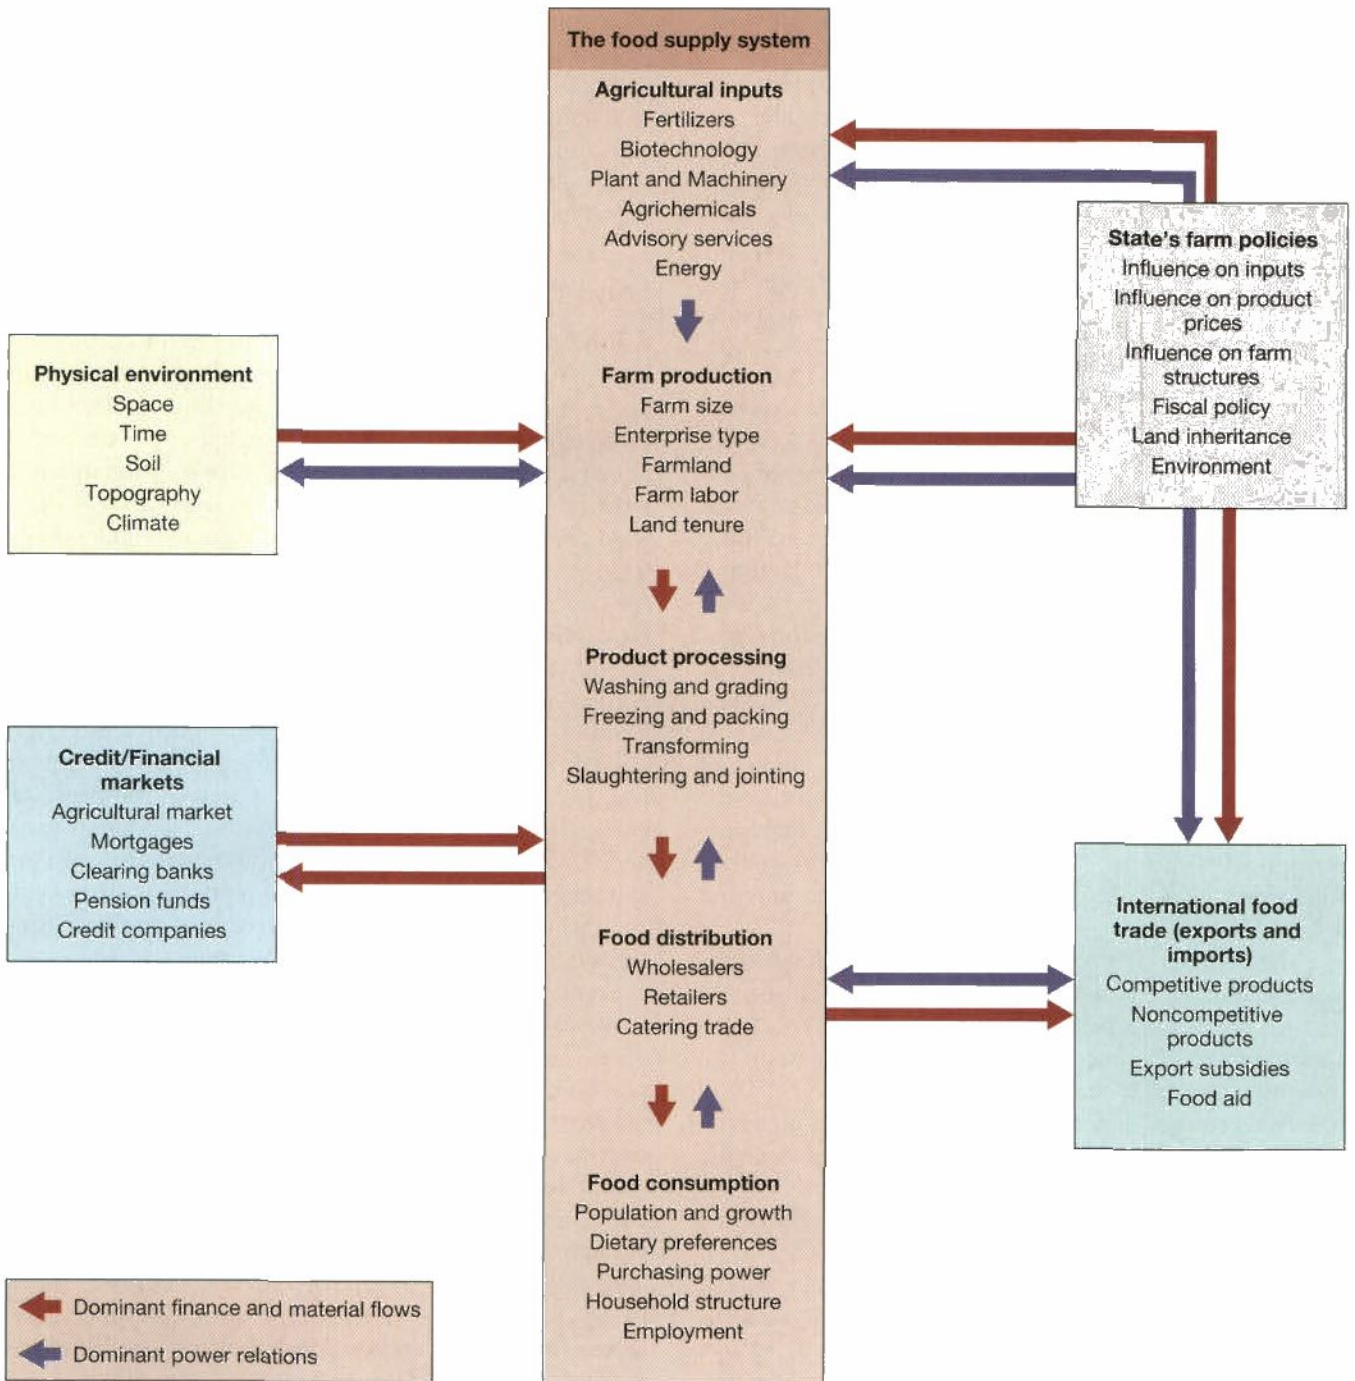 The food supply system
Agricultural inputs
Fertilizers
Biotechnology
Plant and Machinery
Agrichemicals
Advisory services
Energy
Farm production
Farm size
Enterprise type
Farmland
Farm labor
Land tenure
Product processing
Washing and grading
Freezing and packing
Transforming
Slaughtering and jointing
Food distribution
Wholesalers
Retailers
Catering trade
Food consumption
Population and growth
Dietary preferences
Purchasing power
Household structure
Employment
Physical environment
Space
Time
Soil
Topography
Climate
Credit/Financial
markets
Agricultural market
Mortgages
Clearing banks
Pension funds
Credit companies
State's farm policies
Influence on inputs
Influence on product
prices
Influence on farm
structures
Fiscal policy
Land inheritance
Environment
International food
trade (exports and
imports)
Competitive products
Noncompetitive
products
Export subsidies
Food aid
Dominant finance and material flows
Dominant power relations